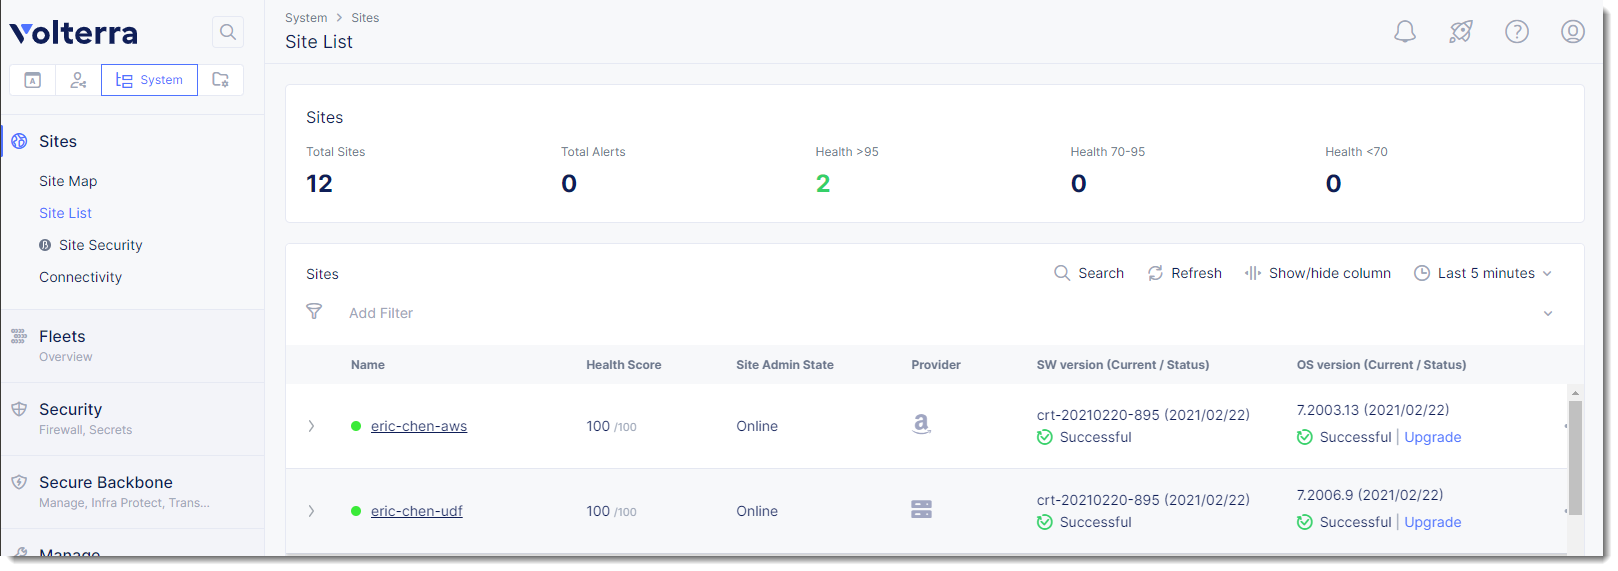 Volterra
System
Sites
Site Map
Site List
β Site Security
Connectivity
Fleets
Overview
Security
Firewall, Secrets
Secure Backbone
Manage, Infra Protect, Trans...
Manage
System > Sites
Site List
Sites
Total Sites Total Alerts Health >95 Health 70-95 Health <70
12 0 2 0 0
Sites Search Refresh Show/hide column Last 5 minutes
Add Filter
Name Health Score Site Admin State Provider SW version (Current / Status) OS version (Current / Status)
eric-chen-aws 100 /100 Online a crt-20210220-895 (2021/02/22) 7.2003.13 (2021/02/22)
Successful Successful | Upgrade
eric-chen-udf 100 /100 Online crt-20210220-895 (2021/02/22) 7.2006.9 (2021/02/22)
Successful Successful | Upgrade